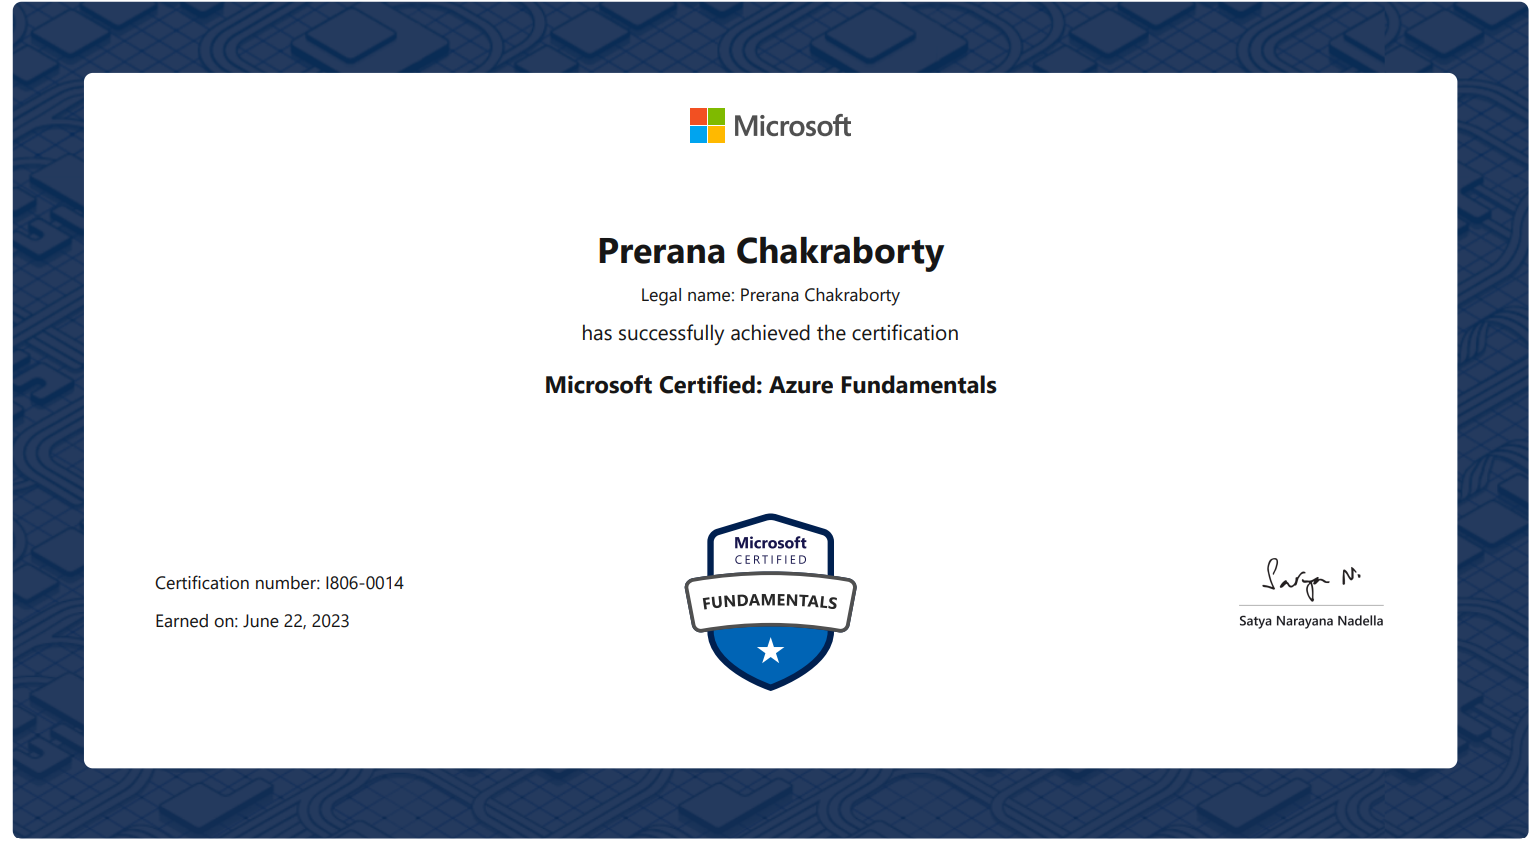 Microsoft
Prerana Chakraborty
Legal name: Prerana Chakraborty
has successfully achieved the certification
Microsoft Certified: Azure Fundamentals
Certification number: I806-0014
Earned on: June 22, 2023
Microsoft
CERTIFIED
FUNDAMENTALS
Satya N.
Satya Narayana Nadella